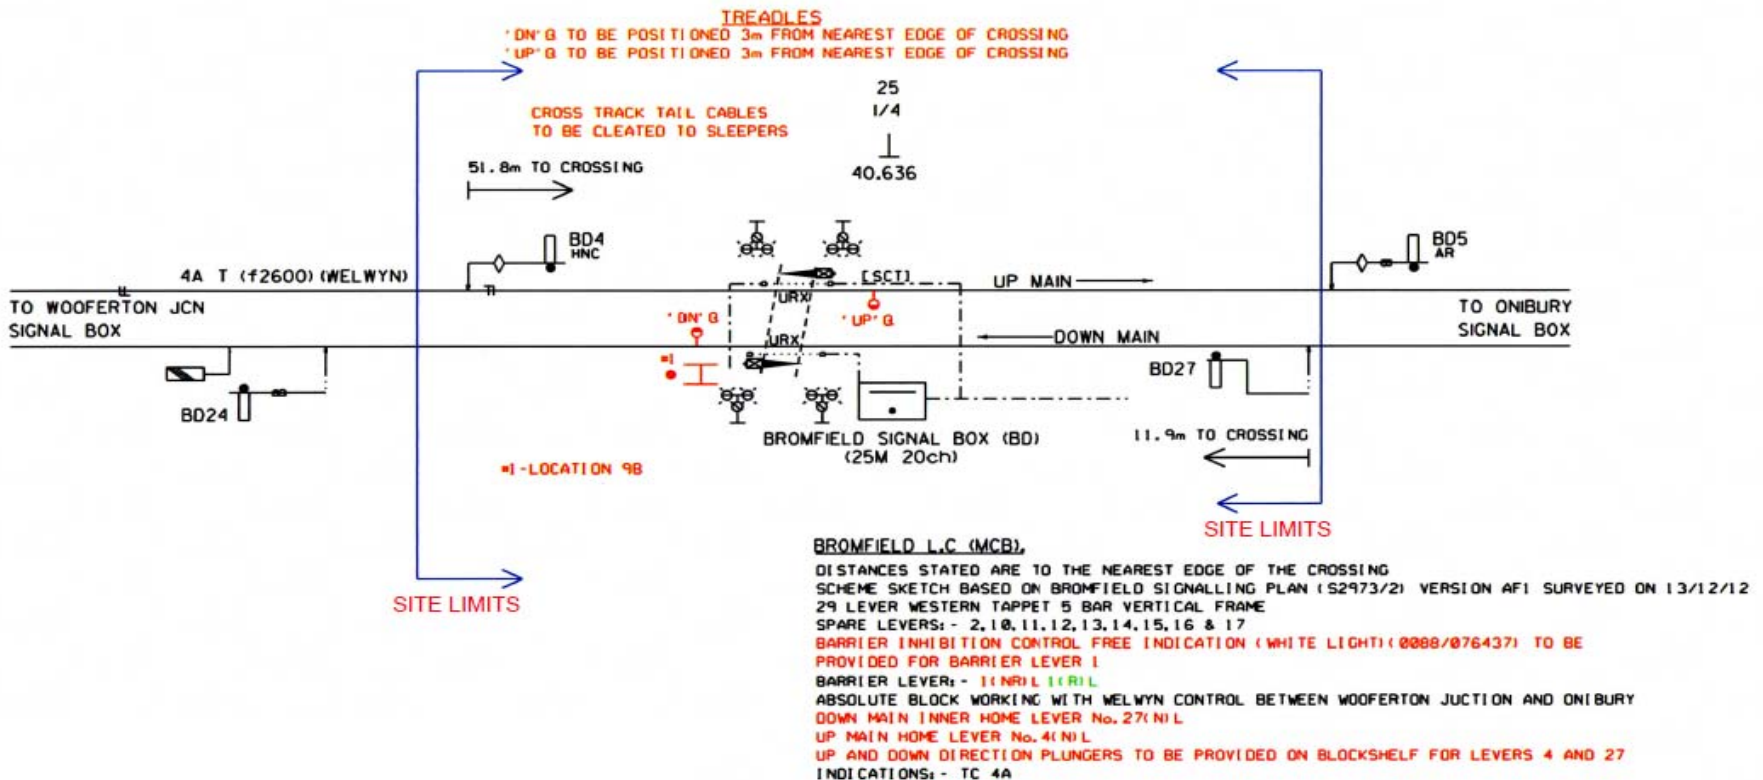 TREADLES
'DN'Q TO BE POSITIONED 3m FROM NEAREST EDGE OF CROSSING
'UP'Q TO BE POSITIONED 3m FROM NEAREST EDGE OF CROSSING
25
1/4
CROSS TRACK TAIL CABLES
TO BE CLEATED TO SLEEPERS
51.8m TO CROSSING
40.636
BD4
HNC
BD5
AR
4A T (f2600)(WELWYN)
[SCT]
UP MAIN
TO WOOFERTON JCN
SIGNAL BOX
URX
'DN'Q
'UP'Q
TO ONIBURY
SIGNAL BOX
URX
DOWN MAIN
*1
BD27
BD24
BROMFIELD SIGNAL BOX (BD)
(25M 20ch)
11.9m TO CROSSING
*1-LOCATION 9B
SITE LIMITS
SITE LIMITS
BROMFIELD L.C (MCB).
DISTANCES STATED ARE TO THE NEAREST EDGE OF THE CROSSING
SCHEME SKETCH BASED ON BROMFIELD SIGNALLING PLAN (S2973/2) VERSION AF1 SURVEYED ON 13/12/12
29 LEVER WESTERN TAPPET 5 BAR VERTICAL FRAME
SPARE LEVERS:- 2,10,11,12,13,14,15,16 & 17
BARRIER INHIBITION CONTROL FREE INDICATION (WHITE LIGHT)(0088/076437) TO BE
PROVIDED FOR BARRIER LEVER 1
BARRIER LEVER:- 1(NR)L 1(R)L
ABSOLUTE BLOCK WORKING WITH WELWYN CONTROL BETWEEN WOOFERTON JUCTION AND ONIBURY
DOWN MAIN INNER HOME LEVER No.27(N)L
UP MAIN HOME LEVER No.4(N)L
UP AND DOWN DIRECTION PLUNGERS TO BE PROVIDED ON BLOCKSHELF FOR LEVERS 4 AND 27
INDICATIONS:- TC 4A